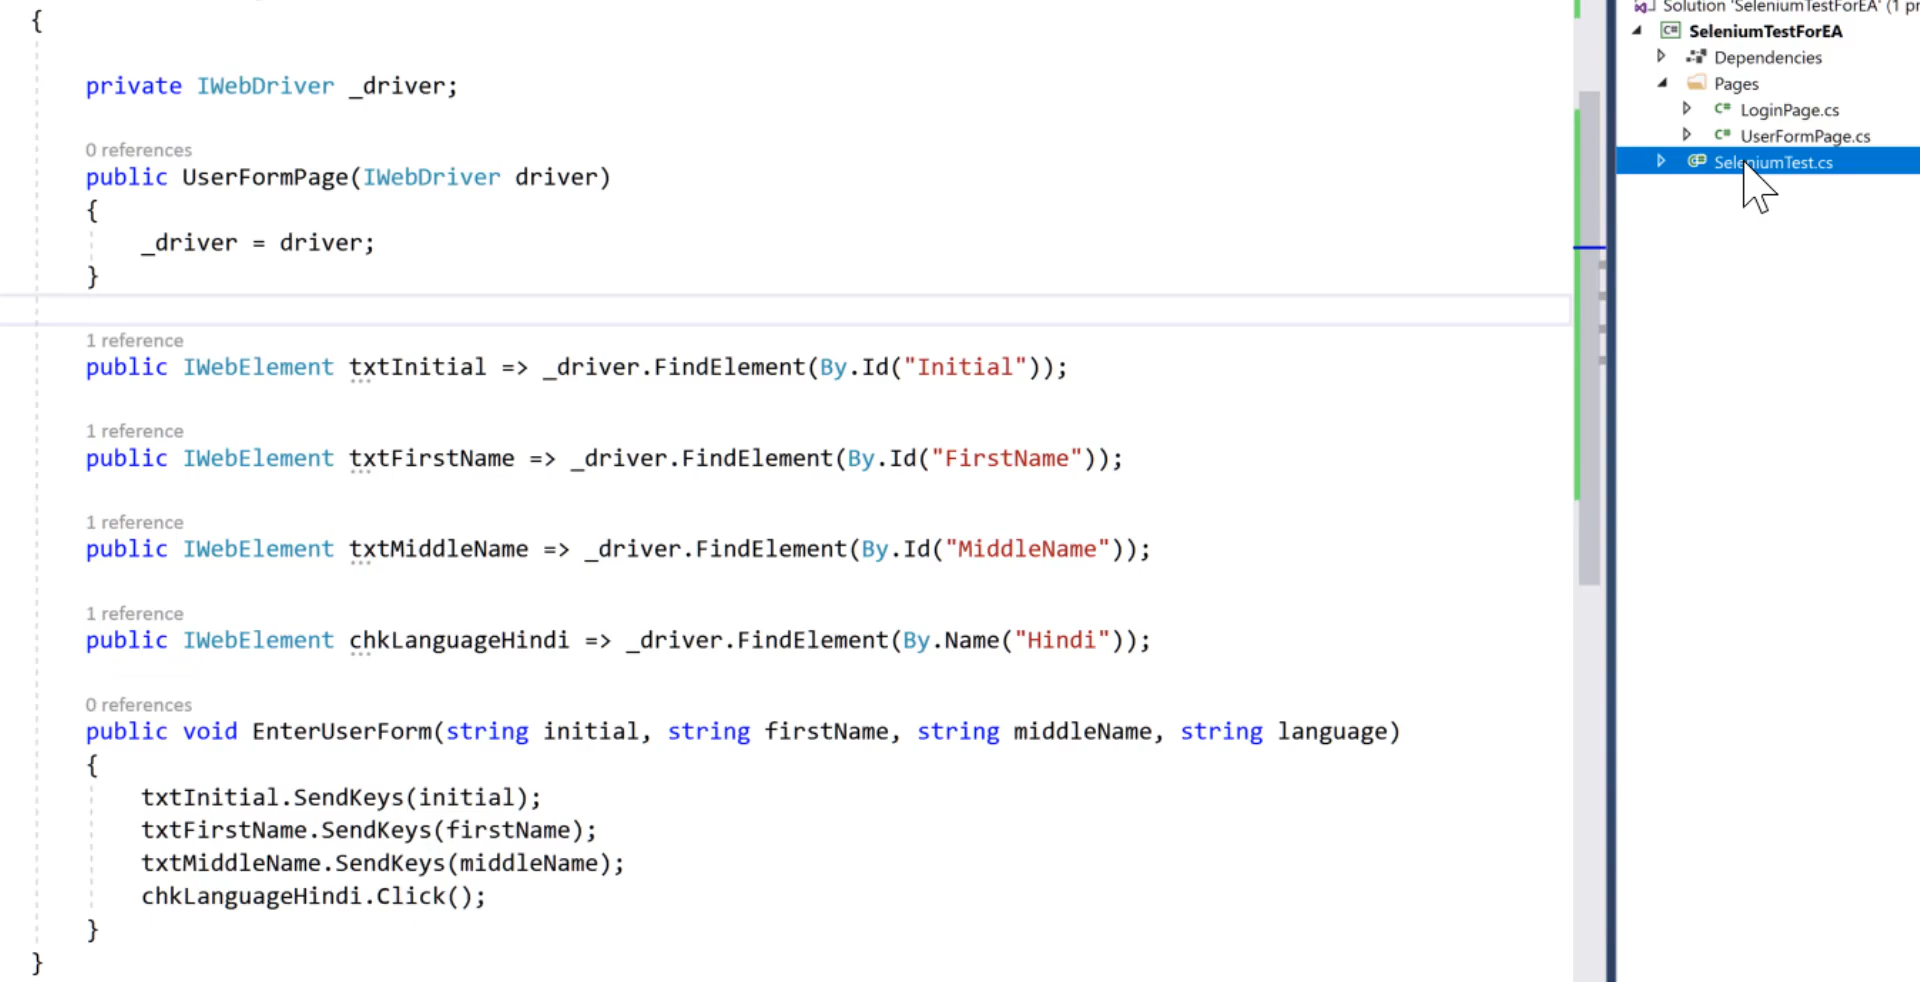 {
private IWebDriver _driver;
0 references
public UserFormPage(IWebDriver driver)
{
_driver = driver;
}
1 reference
public IWebElement txtInitial => _driver.FindElement(By.Id("Initial"));
1 reference
public IWebElement txtFirstName => _driver.FindElement(By.Id("FirstName"));
1 reference
public IWebElement txtMiddleName => _driver.FindElement(By.Id("MiddleName"));
1 reference
public IWebElement chkLanguageHindi => _driver.FindElement(By.Name("Hindi"));
0 references
public void EnterUserForm(string initial, string firstName, string middleName, string language)
{
txtInitial.SendKeys(initial);
txtFirstName.SendKeys(firstName);
txtMiddleName.SendKeys(middleName);
chkLanguageHindi.Click();
}
}
Solution 'SeleniumTestForEA' (1 pr
C# SeleniumTestForEA
Dependencies
Pages
C# LoginPage.cs
C# UserFormPage.cs
C# SeleniumTest.cs